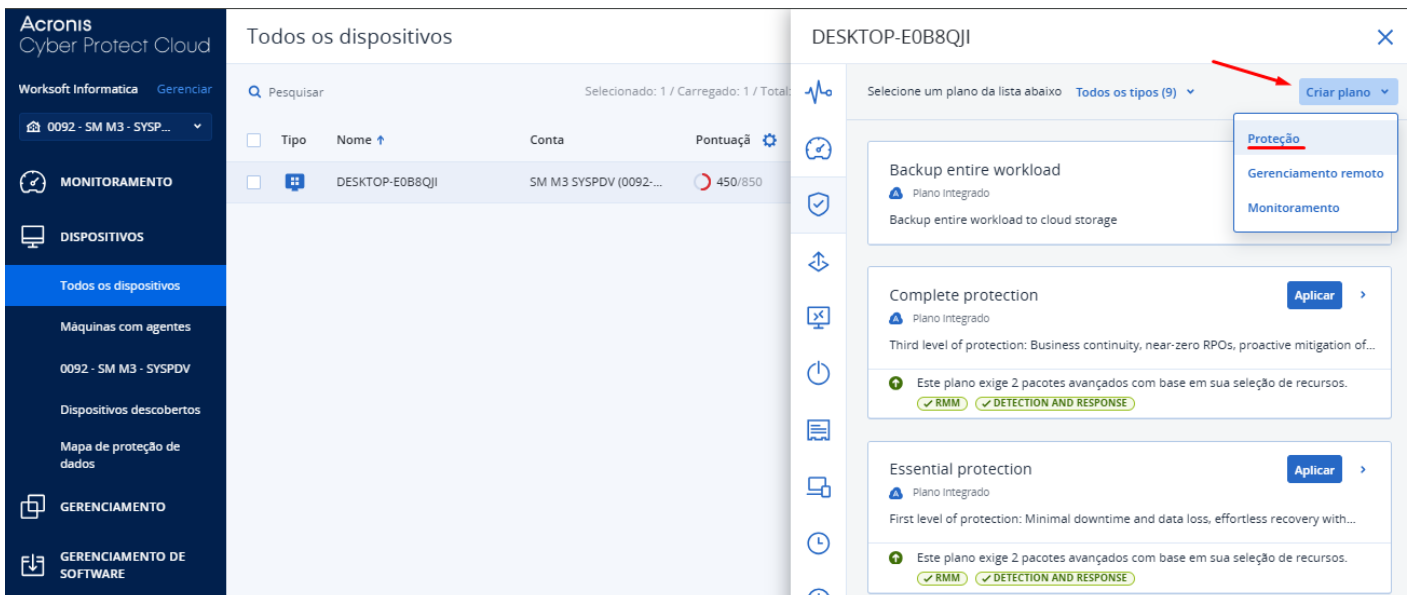 Acronis
Cyber Protect Cloud
Worksoft Informatica Gerenciar
0092 - SM M3 - SYSP...
MONITORAMENTO
DISPOSITIVOS
Todos os dispositivos
Máquinas com agentes
0092 - SM M3 - SYSPDV
Dispositivos descobertos
Mapa de proteção de
dados
GERENCIAMENTO
GERENCIAMENTO DE
SOFTWARE
Todos os dispositivos
Pesquisar
Selecionado: 1 / Carregado: 1 / Total:
Tipo Nome Conta Pontuaçã
DESKTOP-E0B8QJI SM M3 SYSPDV (0092-... 450/850
DESKTOP-E0B8QJI
Selecione um plano da lista abaixo Todos os tipos (9) Criar plano
Proteção
Gerenciamento remoto
Monitoramento
Backup entire workload
Plano Integrado
Backup entire workload to cloud storage
Complete protection Aplicar
Plano Integrado
Third level of protection: Business continuity, near-zero RPOs, proactive mitigation of...
Este plano exige 2 pacotes avançados com base em sua seleção de recursos.
RMM DETECTION AND RESPONSE
Essential protection Aplicar
Plano Integrado
First level of protection: Minimal downtime and data loss, effortless recovery with...
Este plano exige 2 pacotes avançados com base em sua seleção de recursos.
RMM DETECTION AND RESPONSE